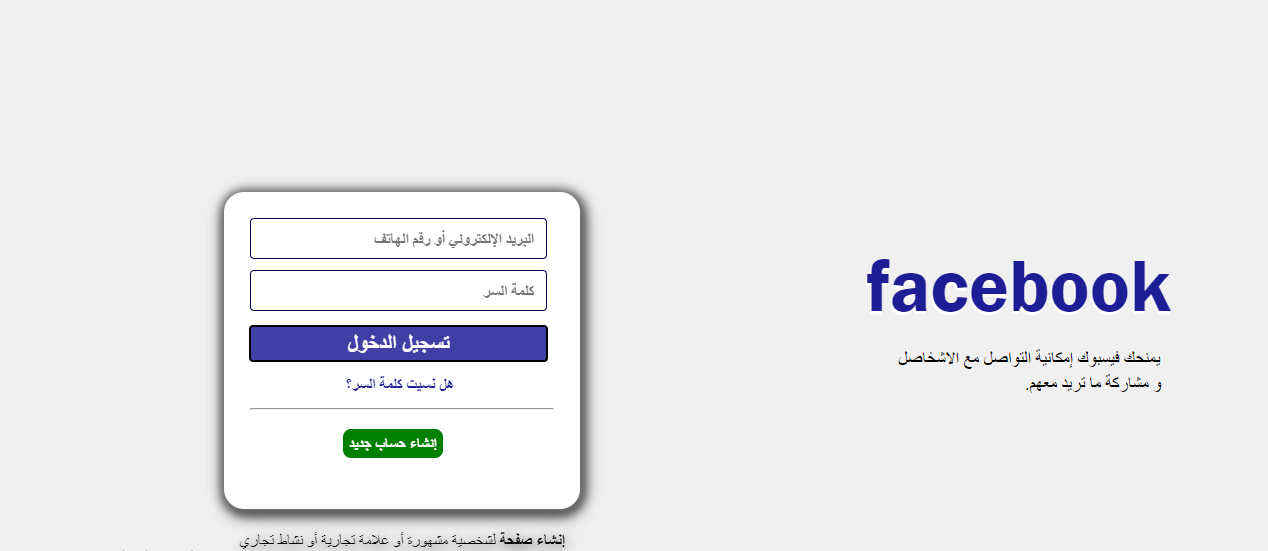 facebook
يمنحك فيسبوك إمكانية التواصل مع الاشخاصل
و مشاركة ما تريد معهم.
البريد الإلكتروني أو رقم الهاتف
كلمة السر
تسجيل الدخول
هل نسيت كلمة السر؟
إنشاء حساب جديد
إنشاء صفحة لشخصية مشهورة أو علامة تجارية أو نشاط تجاري